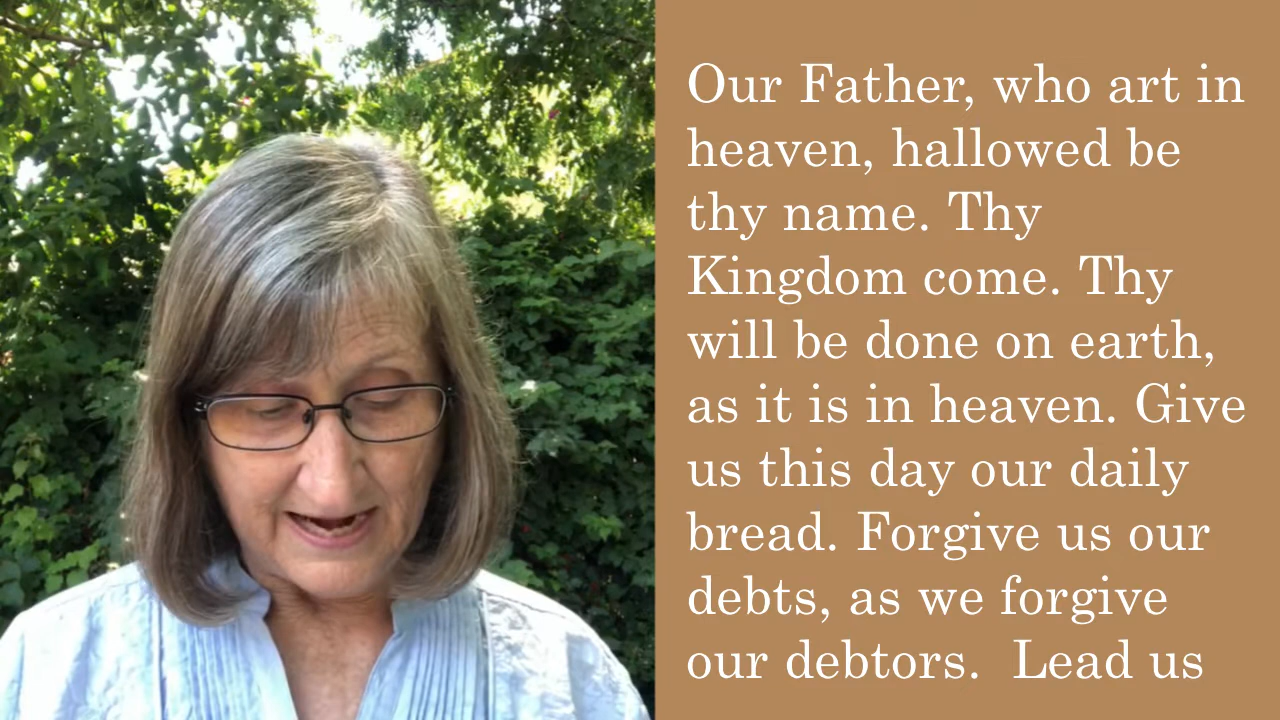 Our Father, who art in
heaven, hallowed be
thy name. Thy
Kingdom come. Thy
will be done on earth,
as it is in heaven. Give
us this day our daily
bread. Forgive us our
debts, as we forgive
our debtors.  Lead us